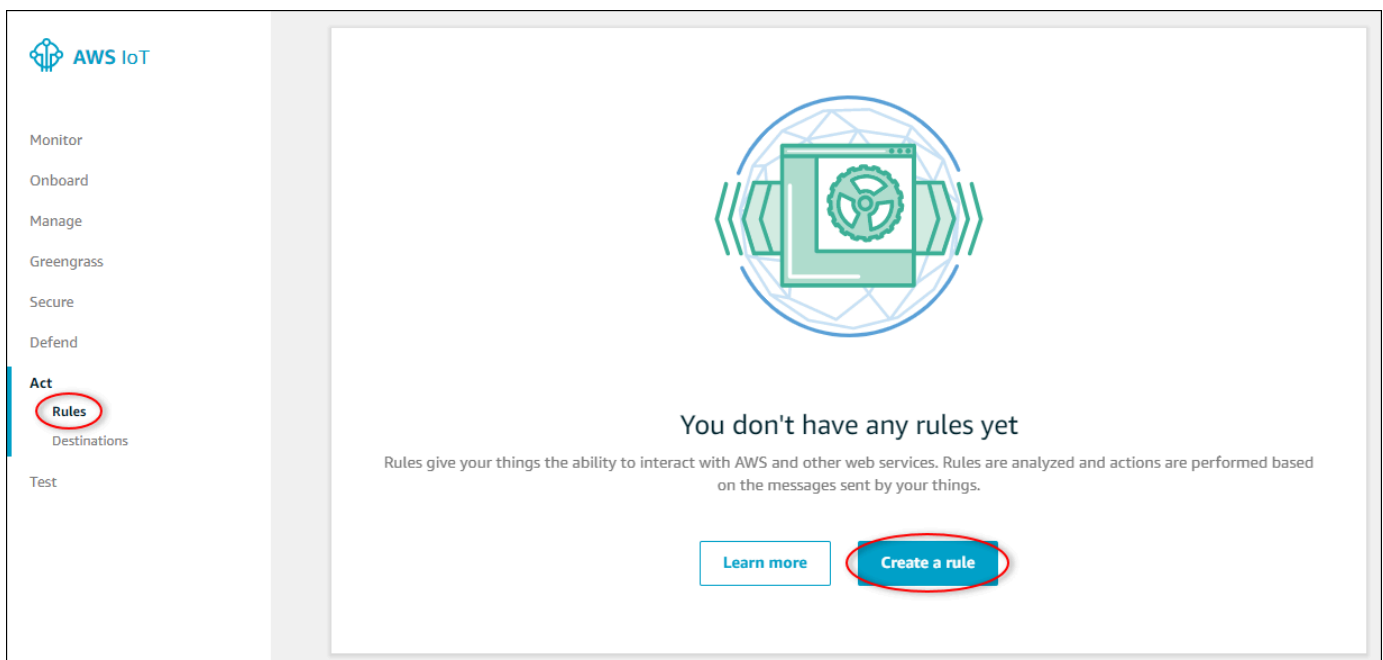 AWS IoT
Monitor
Onboard
Manage
Greengrass
Secure
Defend
Act
Rules
Destinations
Test
You don't have any rules yet
Rules give your things the ability to interact with AWS and other web services. Rules are analyzed and actions are performed based
on the messages sent by your things.
Learn more
Create a rule